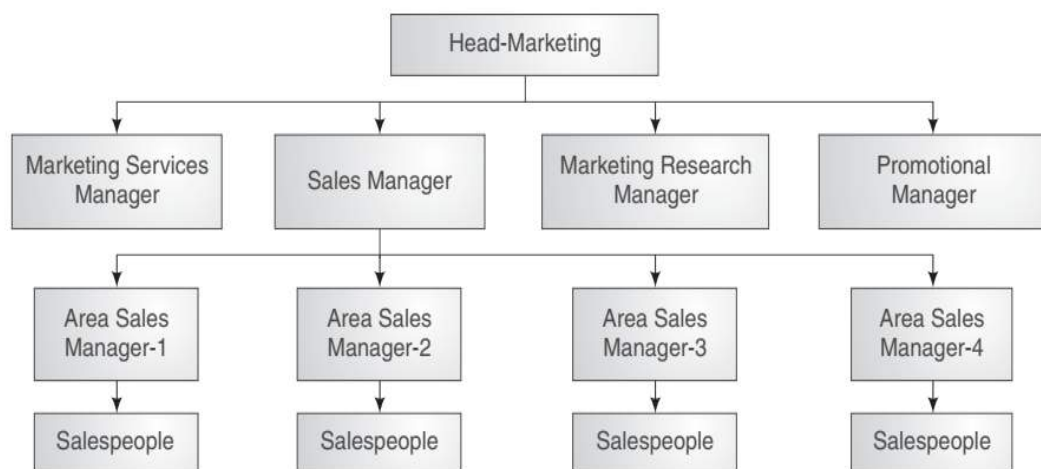 Head-Marketing
Marketing Services
Manager
Sales Manager
Marketing Research
Manager
Promotional
Manager
Area Sales
Manager-1
Area Sales
Manager-2
Area Sales
Manager-3
Area Sales
Manager-4
Salespeople
Salespeople
Salespeople
Salespeople